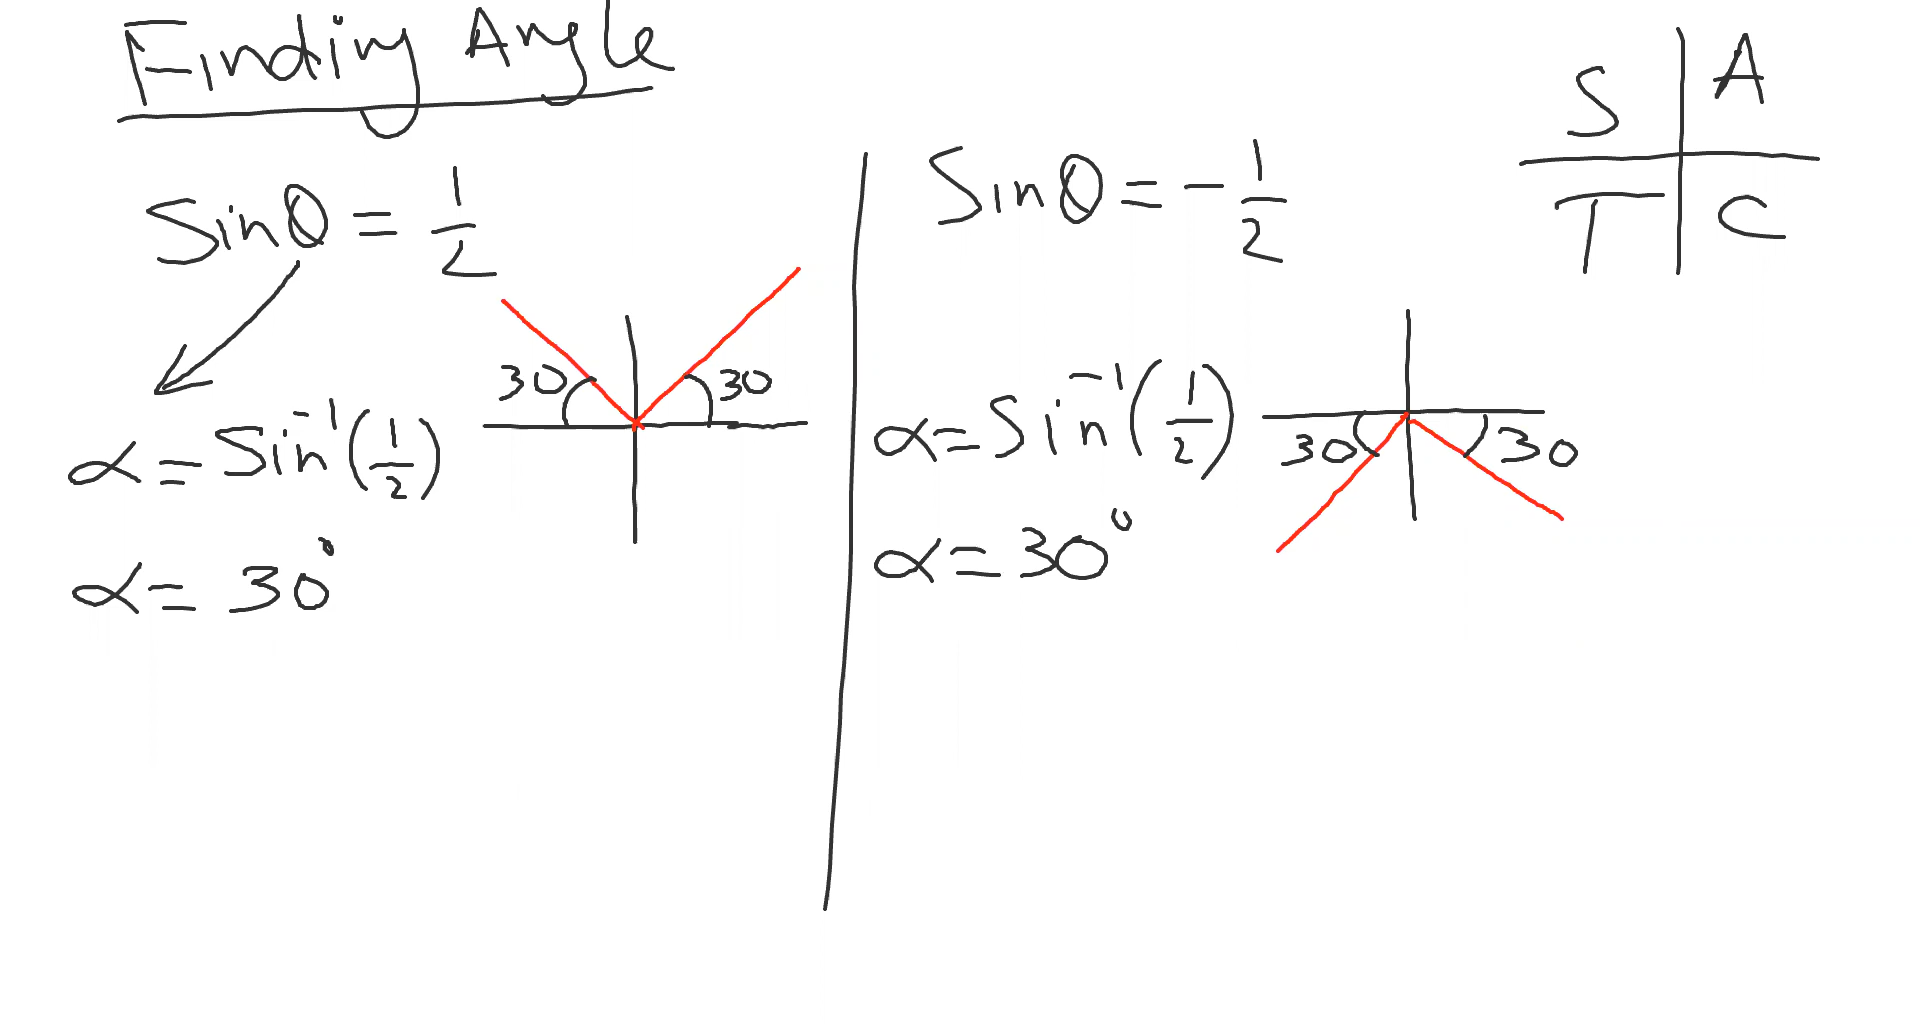 Finding Angle
Sinθ = 1/2
30 30
α = Sin⁻¹(1/2)
α = 30°
Sinθ = -1/2
α = Sin⁻¹(1/2)
30 30
α = 30°
S A
T C